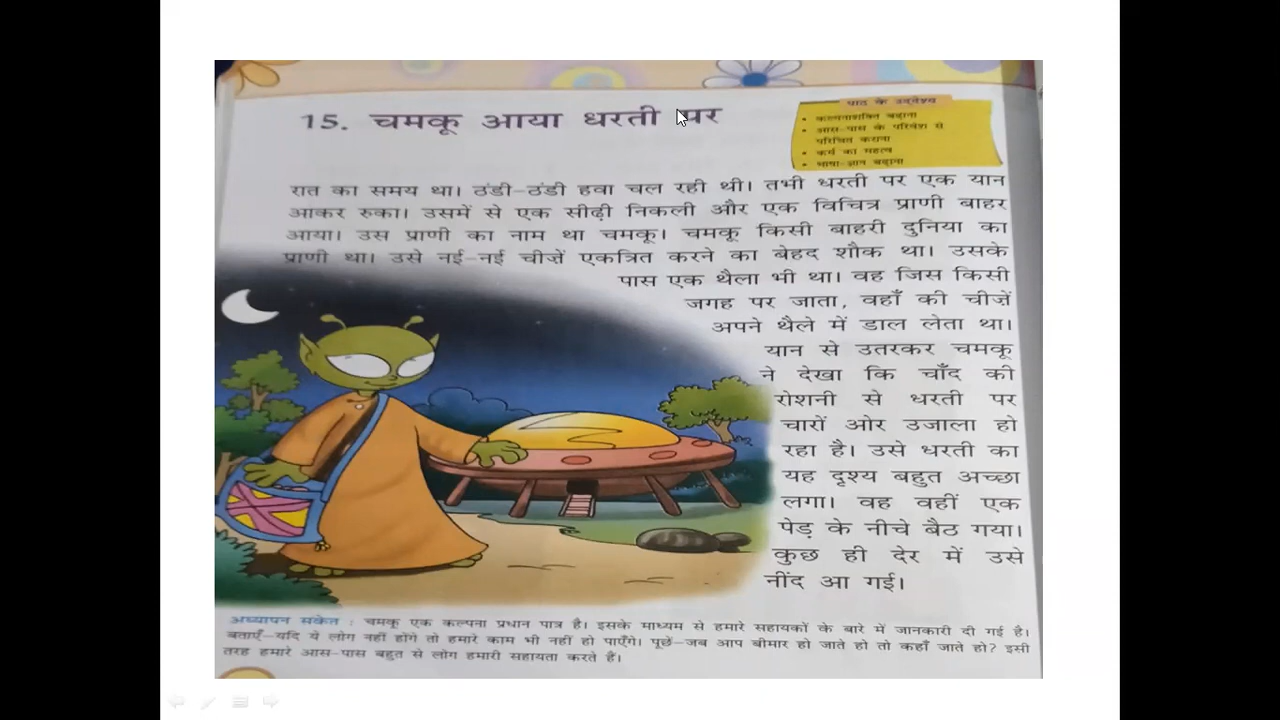 15. चमकू आया धरती पर
पाठ के उद्देश्य
• कल्पनाशक्ति बढ़ाना
• आस-पास के परिवेश से
परिचित कराना
• कर्म का महत्व
• भाषा-ज्ञान बढ़ाना
रात का समय था। ठंडी-ठंडी हवा चल रही थी। तभी धरती पर एक यान
आकर रुका। उसमें से एक सीढ़ी निकली और एक विचित्र प्राणी बाहर
आया। उस प्राणी का नाम था चमकू। चमकू किसी बाहरी दुनिया का
प्राणी था। उसे नई-नई चीज़ें एकत्रित करने का बेहद शौक था। उसके
पास एक थैला भी था। वह जिस किसी
जगह पर जाता, वहाँ की चीज़ें
अपने थैले में डाल लेता था।
यान से उतरकर चमकू
ने देखा कि चाँद की
रोशनी से धरती पर
चारों ओर उजाला हो
रहा है। उसे धरती का
यह दृश्य बहुत अच्छा
लगा। वह वहीं एक
पेड़ के नीचे बैठ गया।
कुछ ही देर में उसे
नींद आ गई।
अध्यापन संकेत : चमकू एक कल्पना प्रधान पात्र है। इसके माध्यम से हमारे सहायकों के बारे में जानकारी दी गई है।
बताएँ-यदि ये लोग नहीं होंगे तो हमारे काम भी नहीं हो पाएँगे। पूछें-जब आप बीमार हो जाते हो तो कहाँ जाते हो? इसी
तरह हमारे आस-पास बहुत से लोग हमारी सहायता करते हैं।